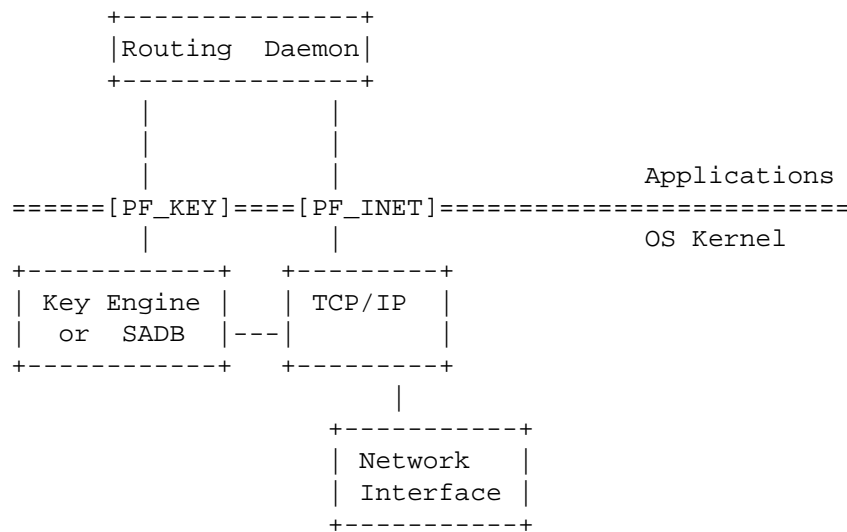 +---------------+
|Routing  Daemon|
+---------------+
|           |
|           |
|           |                   Applications
======[PF_KEY]====[PF_INET]==========================
|           |                   OS Kernel
+------------+   +---------+
| Key Engine |   | TCP/IP  |
|  or  SADB  |---|         |
+------------+   +---------+
|
+-----------+
| Network   |
| Interface |
+-----------+